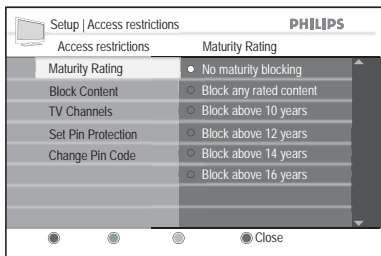 Setup | Access restrictions
PHILIPS
Access restrictions
Maturity Rating
Maturity Rating
No maturity blocking
Block Content
Block any rated content
TV Channels
Block above 10 years
Set Pin Protection
Block above 12 years
Change Pin Code
Block above 14 years
Block above 16 years
Close